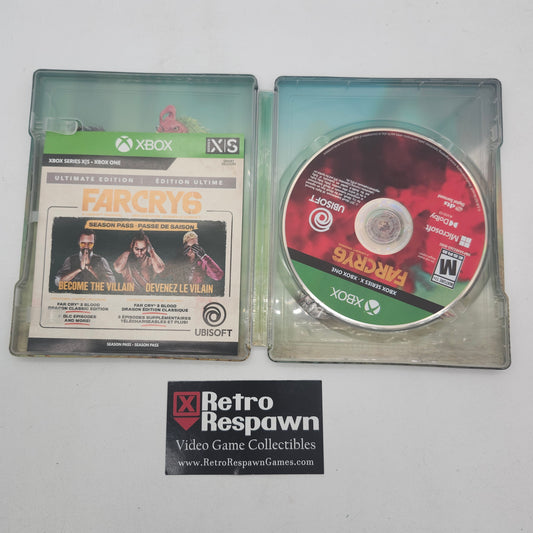 XBOX
X|S
XBOX SERIES X|S • XBOX ONE
ULTIMATE EDITION | ÉDITION ULTIME
FARCRY6
SEASON PASS • PASSE DE SAISON
BECOME THE VILLAIN
DEVENEZ LE VILAIN
FAR CRY® 3 BLOOD
DRAGON CLASSIC EDITION
+
DLC EPISODES
AND MORE!
FAR CRY® 3 BLOOD
DRAGON EDITION CLASSIQUE
+
3 ÉPISODES SUPPLÉMENTAIRES
TÉLÉCHARGEABLES ET PLUS!
UBISOFT
SEASON PASS • SEASON PASS
XBOX
XBOX SERIES X • XBOX ONE
FARCRY6
M
Microsoft
Dolby
dts
UBISOFT
Retro
Respawn
Video Game Collectibles
www.RetroRespawnGames.com